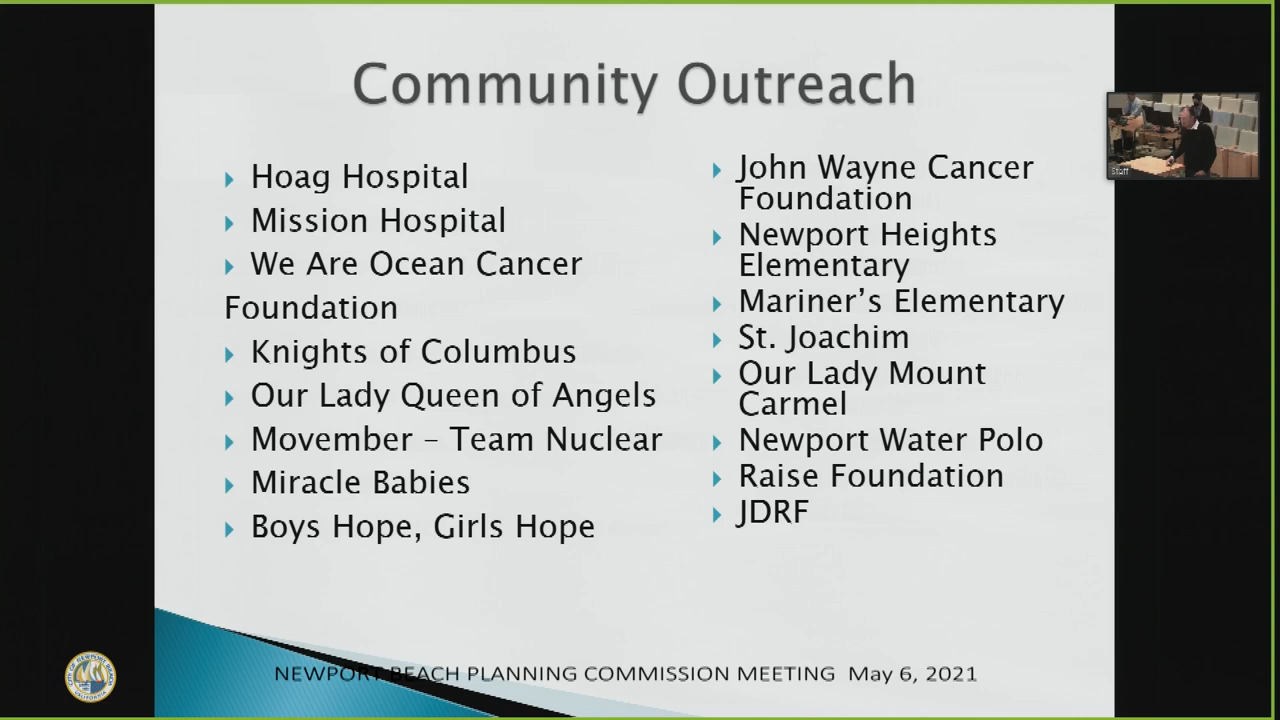 Community Outreach
Hoag Hospital
Mission Hospital
We Are Ocean Cancer
Foundation
Knights of Columbus
Our Lady Queen of Angels
Movember – Team Nuclear
Miracle Babies
Boys Hope, Girls Hope
John Wayne Cancer
Foundation
Newport Heights
Elementary
Mariner’s Elementary
St. Joachim
Our Lady Mount
Carmel
Newport Water Polo
Raise Foundation
JDRF
Staff
NEWPORT BEACH PLANNING COMMISSION MEETING May 6, 2021